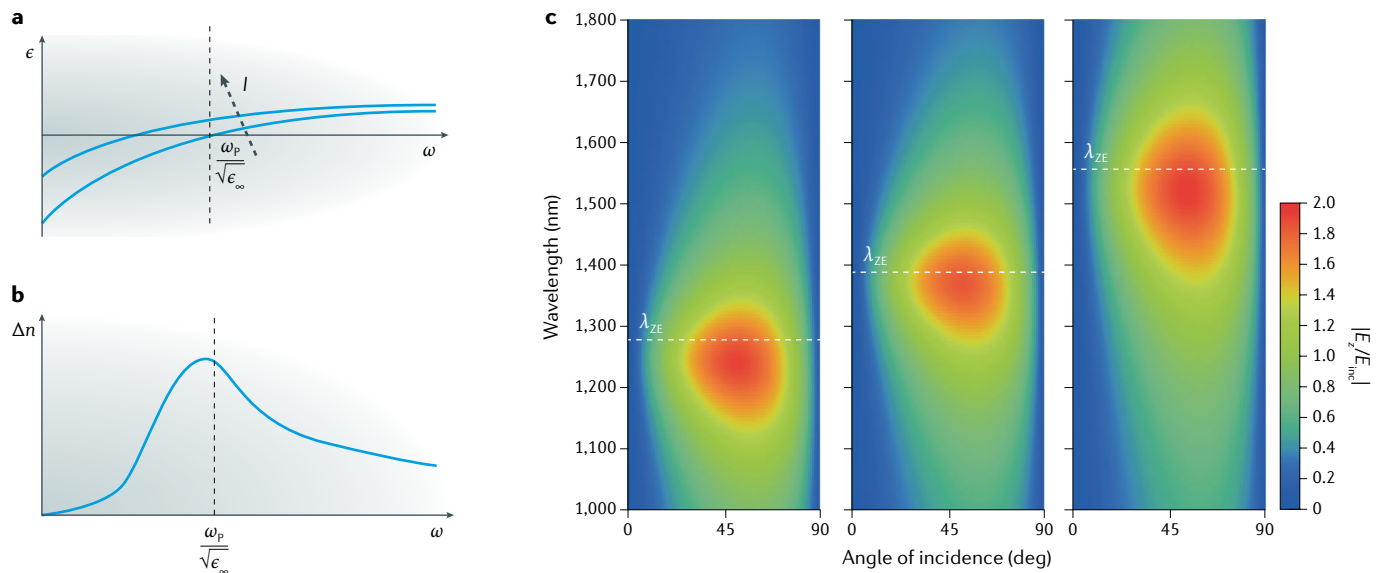 a
ϵ
I
ω
ω_P
√ϵ_∞
b
Δn
ω_P
√ϵ_∞
ω
c
Wavelength (nm)
1,800
1,700
1,600
1,500
1,400
1,300
1,200
1,100
1,000
λ_ZE
λ_ZE
λ_ZE
0 45 90
0 45 90
0 45 90
Angle of incidence (deg)
2.0
1.8
1.6
1.4
1.2
1.0
0.8
0.6
0.4
0.2
0
|E_z/E_inc|